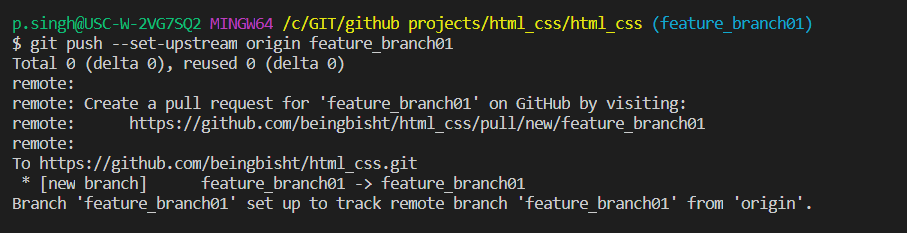 p.singh@USC-W-2VG7SQ2 MINGW64 /c/GIT/github projects/html_css/html_css (feature_branch01)
$ git push --set-upstream origin feature_branch01
Total 0 (delta 0), reused 0 (delta 0)
remote:
remote: Create a pull request for 'feature_branch01' on GitHub by visiting:
remote:      https://github.com/beingbisht/html_css/pull/new/feature_branch01
remote:
To https://github.com/beingbisht/html_css.git
 * [new branch]      feature_branch01 -> feature_branch01
Branch 'feature_branch01' set up to track remote branch 'feature_branch01' from 'origin'.